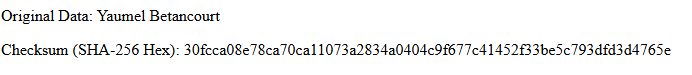 Original Data: Yaumel Betancourt
Checksum (SHA-256 Hex): 30fcca08e78ca70ca11073a2834a0404c9f677c41452f33be5c793dfd3d4765e